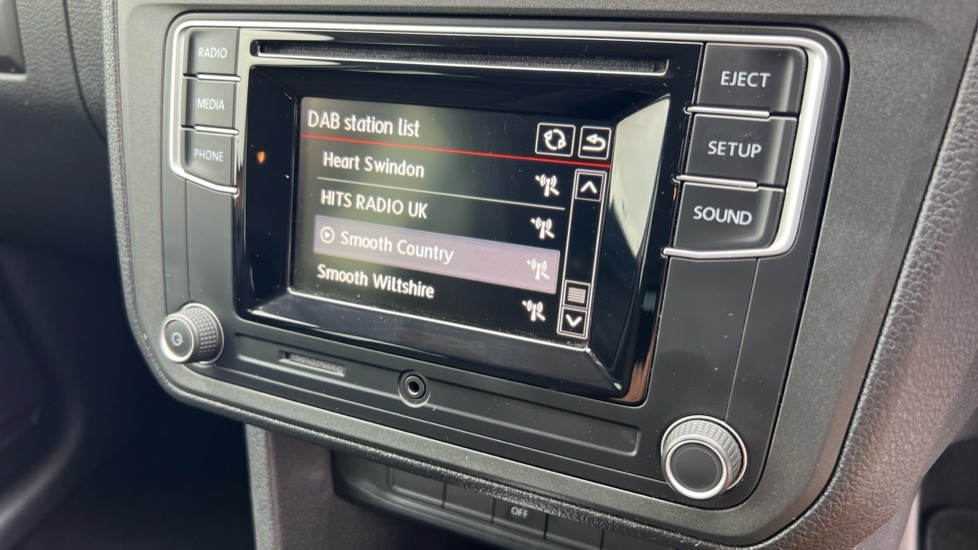 RADIO
MEDIA
PHONE
DAB station list
Heart Swindon
HITS RADIO UK
Smooth Country
Smooth Wiltshire
EJECT
SETUP
SOUND
OFF